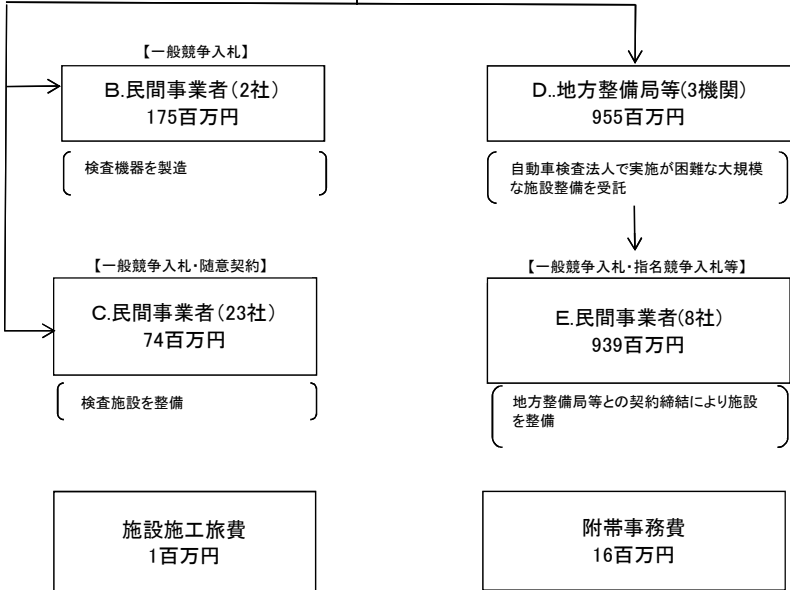 【一般競争入札】
B.民間事業者(2社)
175百万円
検査機器を製造
D..地方整備局等(3機関)
955百万円
自動車検査法人で実施が困難な大規模
な施設整備を受託
【一般競争入札・随意契約】
C.民間事業者(23社)
74百万円
検査施設を整備
【一般競争入札・指名競争入札等】
E.民間事業者(8社)
939百万円
地方整備局等との契約締結により施設
を整備
施設施工旅費
1百万円
附帯事務費
16百万円